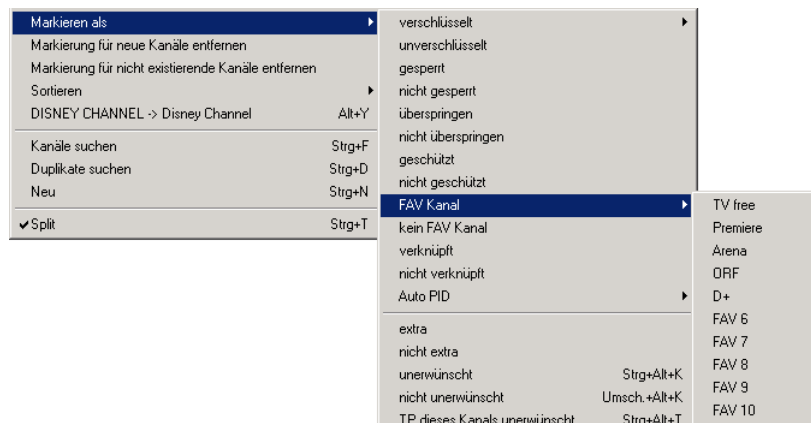 Markieren als
Markierung für neue Kanäle entfernen
Markierung für nicht existierende Kanäle entfernen
Sortieren
DISNEY CHANNEL -> Disney Channel Alt+Y
Kanäle suchen Strg+F
Duplikate suchen Strg+D
Neu Strg+N
Split Strg+T
verschlüsselt
unverschlüsselt
gesperrt
nicht gesperrt
überspringen
nicht überspringen
geschützt
nicht geschützt
FAV Kanal
kein FAV Kanal
verknüpft
nicht verknüpft
Auto PID
extra
nicht extra
unerwünscht Strg+Alt+K
nicht unerwünscht Umsch.+Alt+K
TP dieses Kanals unerwünscht Strg+Alt+T
TV free
Premiere
Arena
ORF
D+
FAV 6
FAV 7
FAV 8
FAV 9
FAV 10